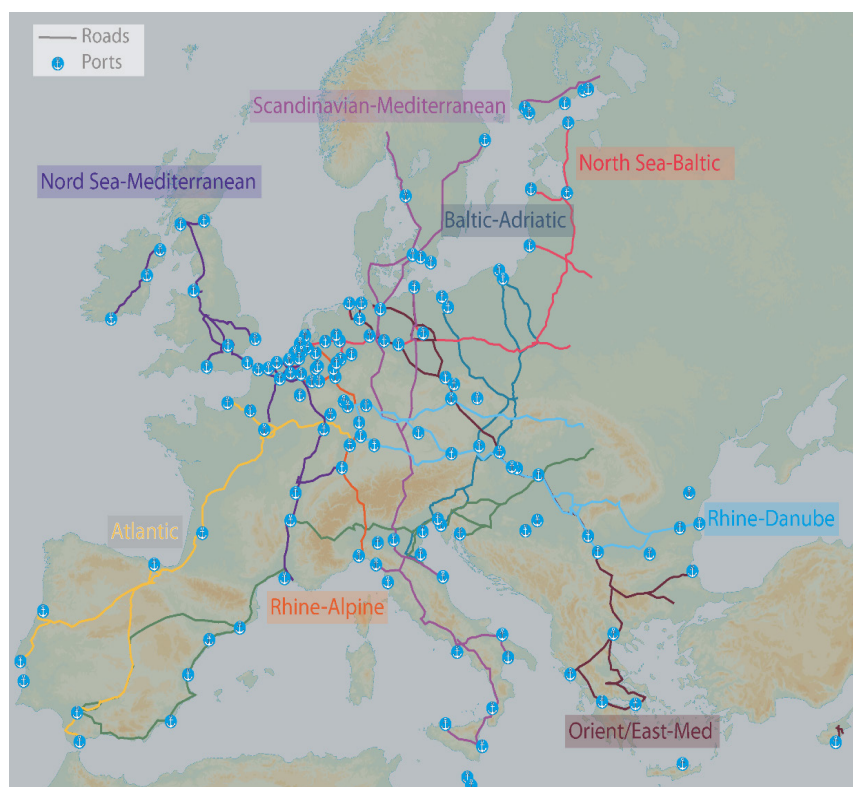 Roads
Ports
Scandinavian-Mediterranean
North Sea-Baltic
Nord Sea-Mediterranean
Baltic-Adriatic
Atlantic
Rhine-Danube
Rhine-Alpine
Orient/East-Med